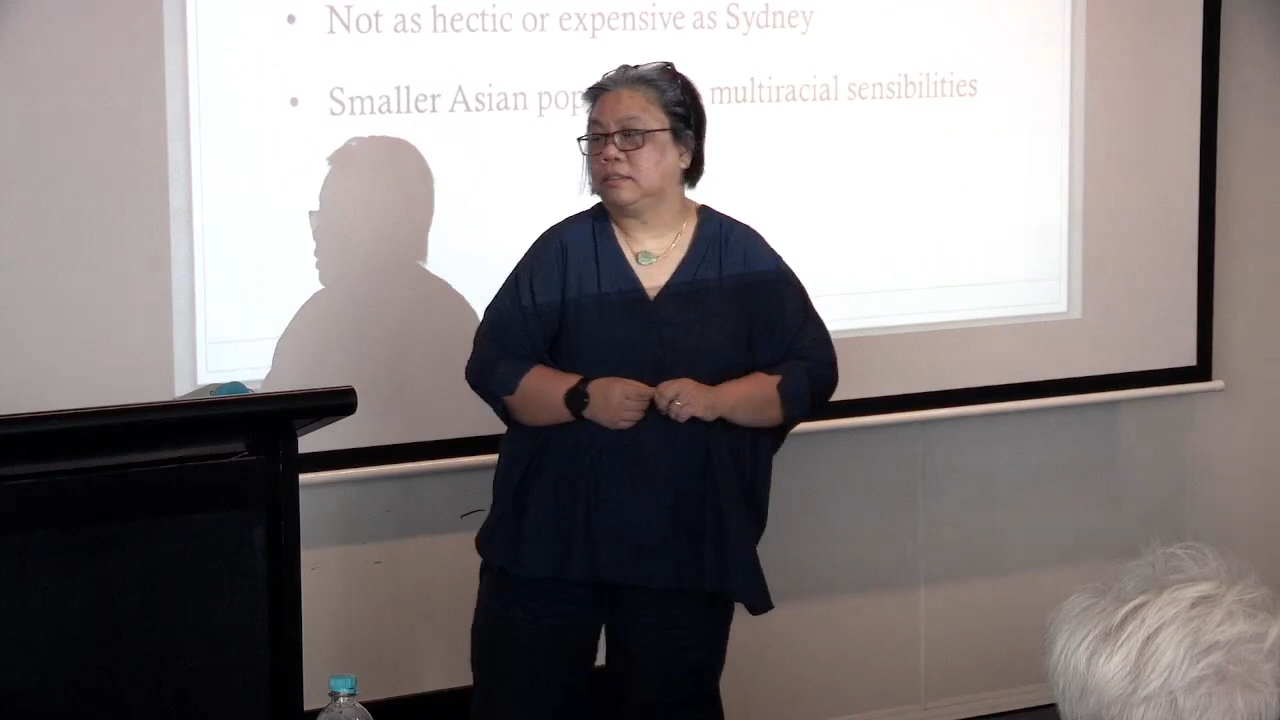 • Not as hectic or expensive as Sydney
• Smaller Asian pop multiracial sensibilities